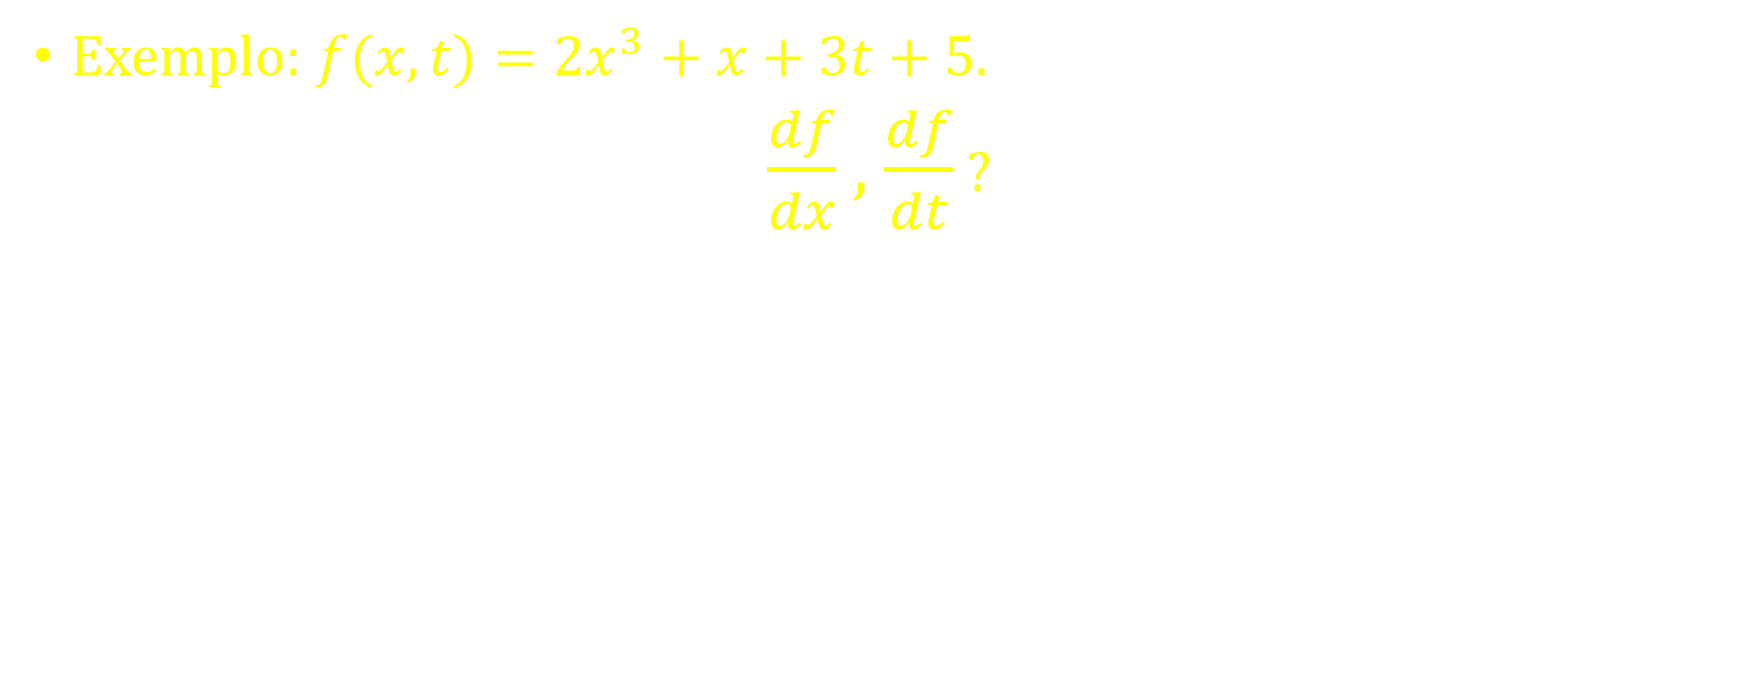 • Exemplo: f(x, t) = 2x³ + x + 3t + 5.
df/dx, df/dt?